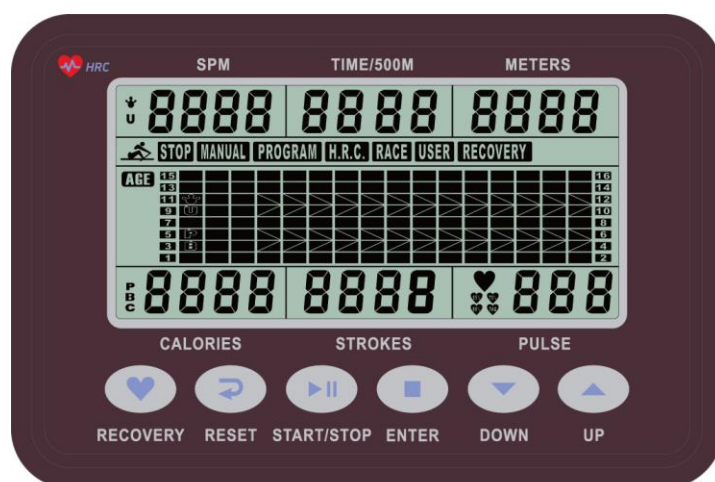 HRC SPM TIME/500M METERS
U 8888 8888 8888
STOP MANUAL PROGRAM H.R.C. RACE USER RECOVERY
AGE 15 16
13 14
11 12
9 U 10
7 8
5 P 6
3 B 4
1 2
P
B
C
8888 8888 888
CALORIES STROKES PULSE
RECOVERY RESET START/STOP ENTER DOWN UP